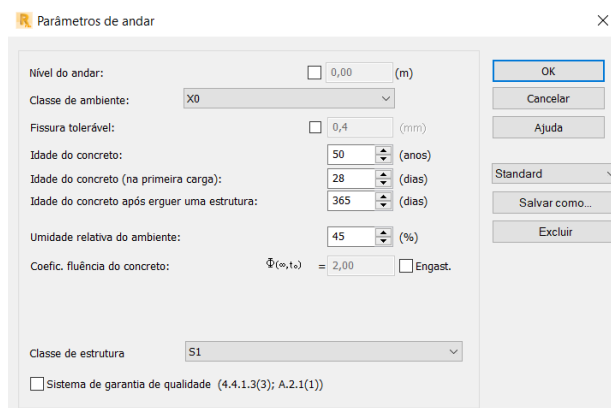 Parâmetros de andar
Nível do andar: 0,00 (m) OK
Classe de ambiente: X0 Cancelar
Fissura tolerável: 0,4 (mm) Ajuda
Idade do concreto: 50 (anos)
Idade do concreto (na primeira carga): 28 (dias) Standard
Idade do concreto após erguer uma estrutura: 365 (dias) Salvar como...
Umidade relativa do ambiente: 45 (%) Excluir
Coefic. fluência do concreto: Φ(∞,t₀) = 2,00 Engast.
Classe de estrutura S1
Sistema de garantia de qualidade (4.4.1.3(3); A.2.1(1))